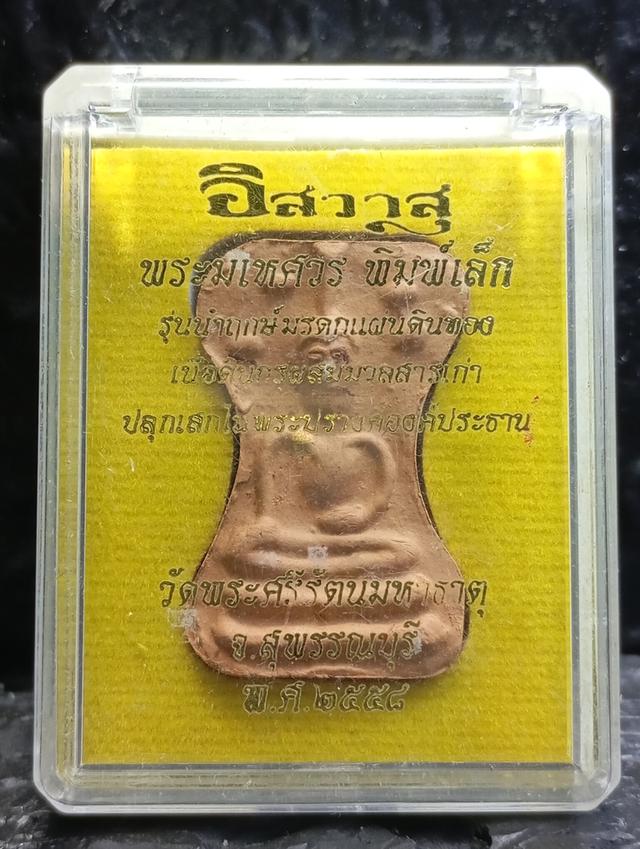 อิสวาสุ
พระมเหศวร พิมพ์เล็ก
รุ่นนำฤกษ์มรดกแผ่นดินทอง
เนื้อดินกรุผสมมวลสารเก่า
ปลุกเสกในพระปรางค์องค์ประธาน
วัดพระศรีรัตนมหาธาตุ
จ.สุพรรณบุรี
พ.ศ.๒๕๕๘